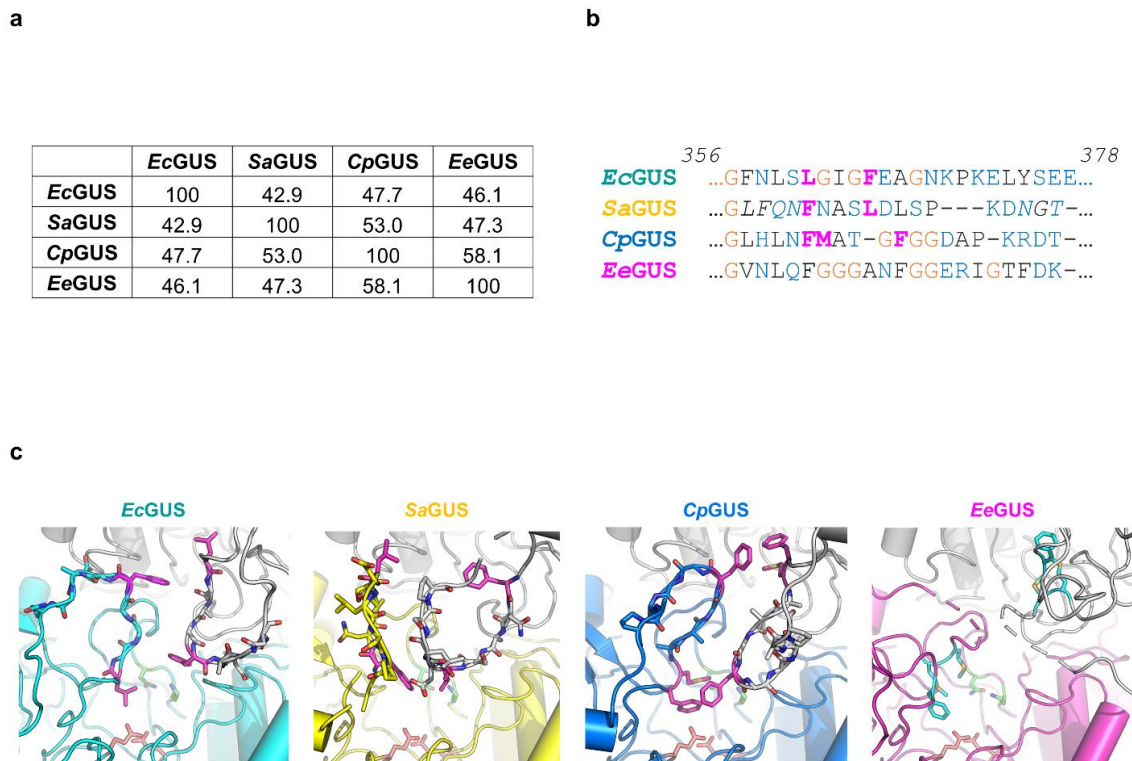 a
EcGUS SaGUS CpGUS EeGUS
EcGUS 100 42.9 47.7 46.1
SaGUS 42.9 100 53.0 47.3
CpGUS 47.7 53.0 100 58.1
EeGUS 46.1 47.3 58.1 100
b
356 378
EcGUS ...GFNLSLGIGFEAGNKPKELYSEE...
SaGUS ...GLFQNFNASLDLSP---KDNGT-...
CpGUS ...GLHLNFMAT-GFGGDAP-KRDT-...
EeGUS ...GVNLQFGGGANFGGERIGTFDK-...
c
EcGUS SaGUS CpGUS EeGUS